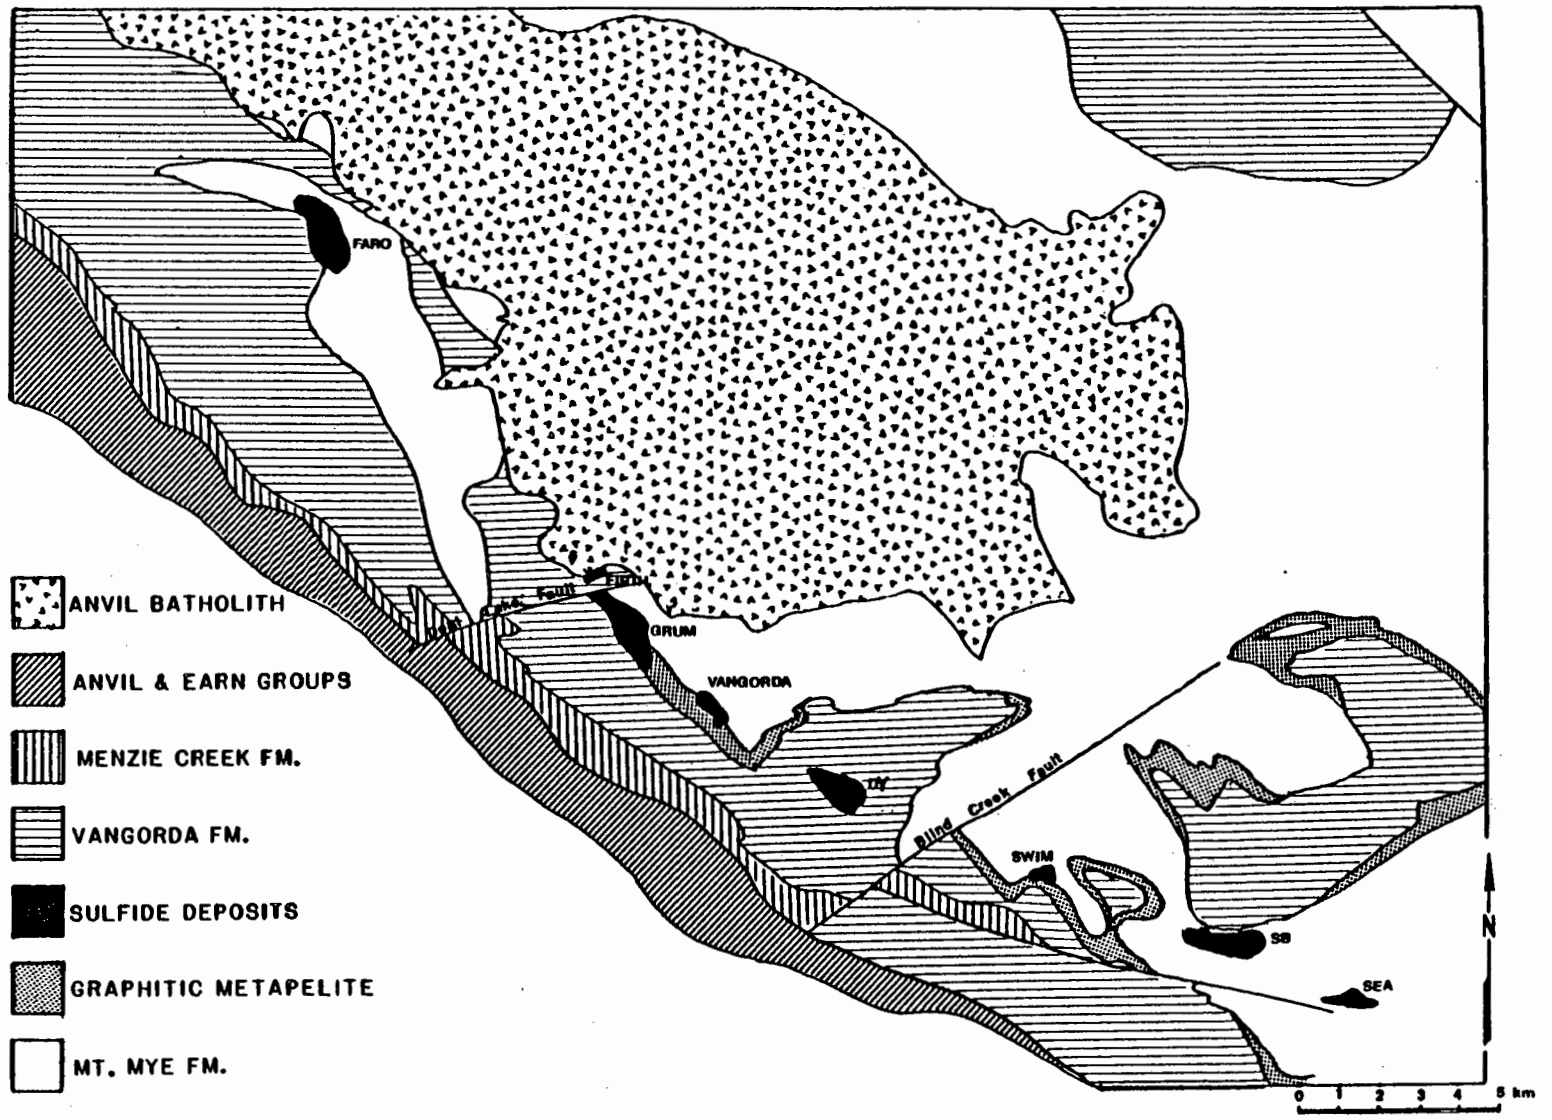 FARO
Fault
GRUM
VANGORDA
DY
Blind Creek Fault
SWIM
SB
SEA
N
ANVIL BATHOLITH
ANVIL & EARN GROUPS
MENZIE CREEK FM.
VANGORDA FM.
SULFIDE DEPOSITS
GRAPHITIC METAPELITE
MT. MYE FM.
0 1 2 3 4 5 km